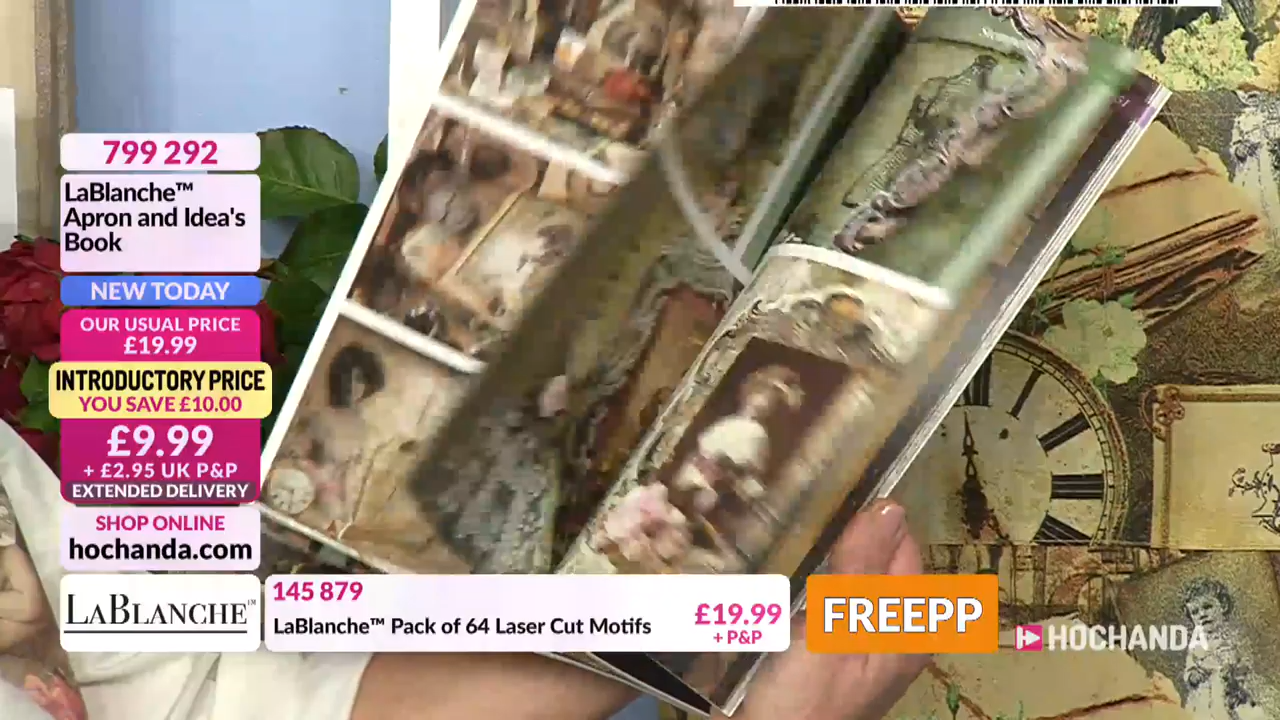 799 292
LaBlanche™
Apron and Idea's
Book
NEW TODAY
OUR USUAL PRICE
£19.99
INTRODUCTORY PRICE
YOU SAVE £10.00
£9.99
+ £2.95 UK P&P
EXTENDED DELIVERY
SHOP ONLINE
hochanda.com
LABLANCHE™
145 879
LaBlanche™ Pack of 64 Laser Cut Motifs
£19.99
+ P&P
FREEPP
HOCHANDA